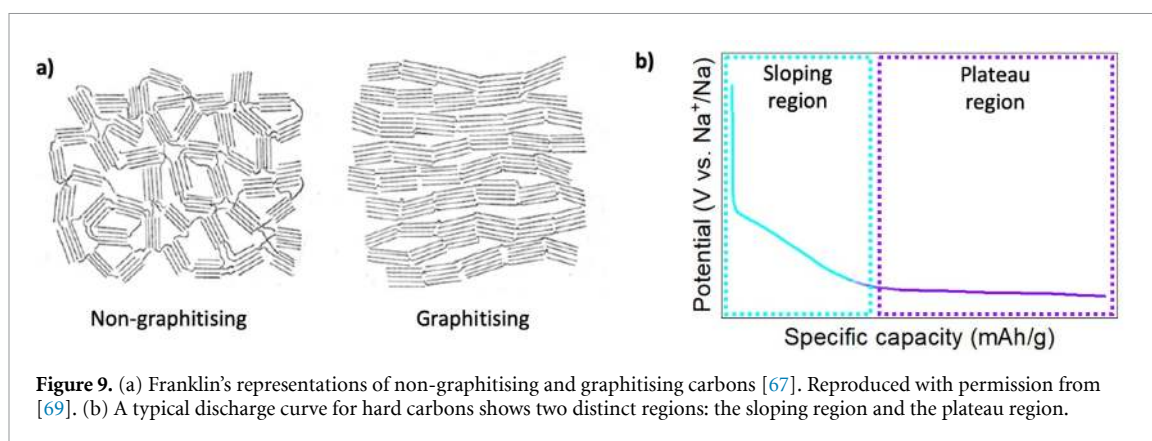 a)
Non-graphitising
Graphitising
b)
Sloping
region
Plateau
region
Potential (V vs. Na⁺/Na)
Specific capacity (mAh/g)
Figure 9. (a) Franklin's representations of non-graphitising and graphitising carbons [67]. Reproduced with permission from
[69]. (b) A typical discharge curve for hard carbons shows two distinct regions: the sloping region and the plateau region.